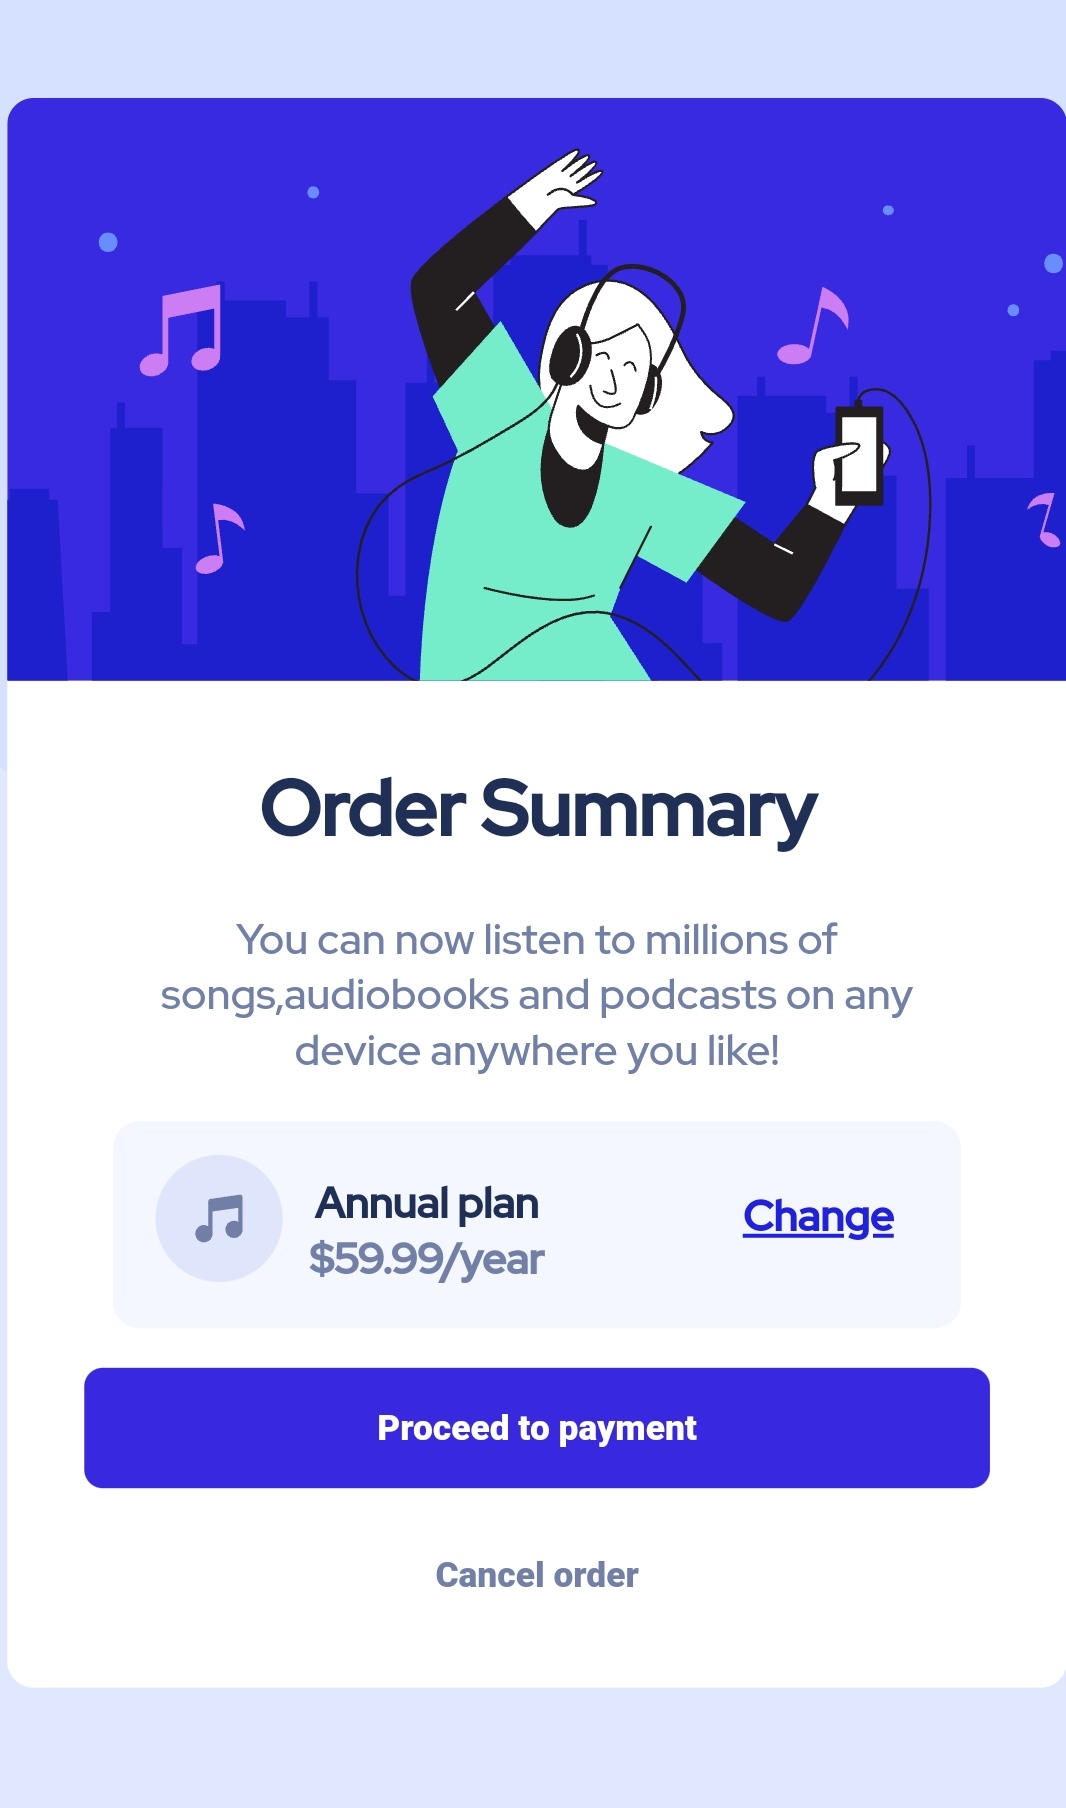 Order Summary
You can now listen to millions of
songs,audiobooks and podcasts on any
device anywhere you like!
Annual plan
$59.99/year
Change
Proceed to payment
Cancel order